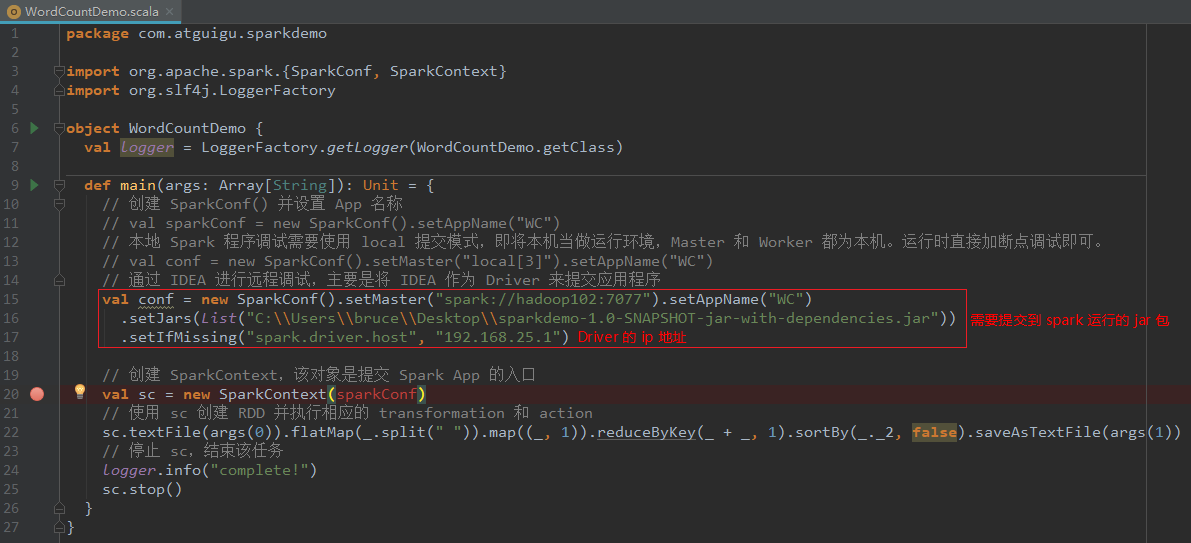 WordCountDemo.scala
1 package com.atguigu.sparkdemo
2
3 import org.apache.spark.{SparkConf, SparkContext}
4 import org.slf4j.LoggerFactory
5
6 object WordCountDemo {
7 val logger = LoggerFactory.getLogger(WordCountDemo.getClass)
8
9 def main(args: Array[String]): Unit = {
10 // 创建 SparkConf() 并设置 App 名称
11 // val sparkConf = new SparkConf().setAppName("WC")
12 // 本地 Spark 程序调试需要使用 local 提交模式，即将本机当做运行环境，Master 和 Worker 都为本机。运行时直接加断点调试即可。
13 // val conf = new SparkConf().setMaster("local[3]").setAppName("WC")
14 // 通过 IDEA 进行远程调试，主要是将 IDEA 作为 Driver 来提交应用程序
15 val conf = new SparkConf().setMaster("spark://hadoop102:7077").setAppName("WC")
16 .setJars(List("C:\\Users\\bruce\\Desktop\\sparkdemo-1.0-SNAPSHOT-jar-with-dependencies.jar")) 需要提交到 spark 运行的 jar 包
17 .setIfMissing("spark.driver.host", "192.168.25.1") Driver 的 ip 地址
18
19 // 创建 SparkContext，该对象是提交 Spark App 的入口
20 val sc = new SparkContext(sparkConf)
21 // 使用 sc 创建 RDD 并执行相应的 transformation 和 action
22 sc.textFile(args(0)).flatMap(_.split(" ")).map((_, 1)).reduceByKey(_ + _, 1).sortBy(_._2, false).saveAsTextFile(args(1))
23 // 停止 sc，结束该任务
24 logger.info("complete!")
25 sc.stop()
26 }
27 }